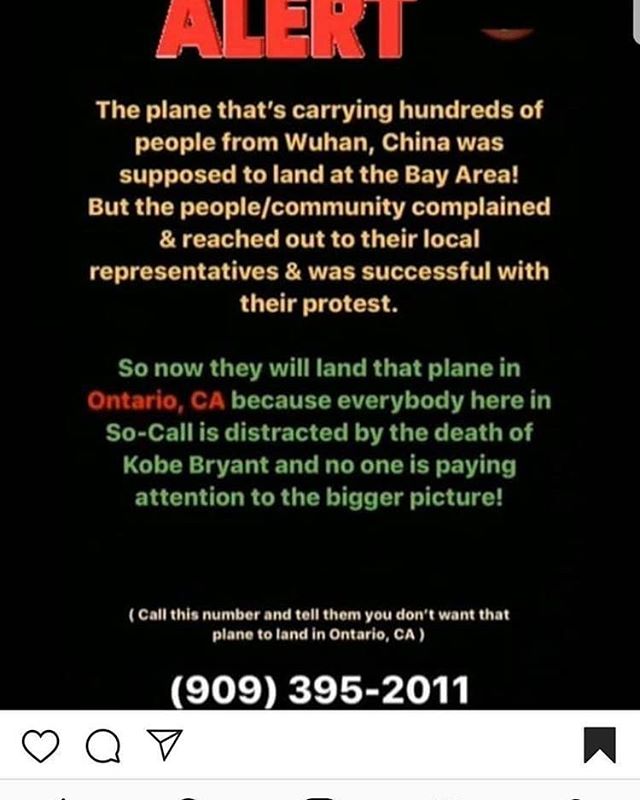 ALERT
The plane that's carrying hundreds of
people from Wuhan, China was
supposed to land at the Bay Area!
But the people/community complained
& reached out to their local
representatives & was successful with
their protest.
So now they will land that plane in
Ontario, CA because everybody here in
So-Call is distracted by the death of
Kobe Bryant and no one is paying
attention to the bigger picture!
( Call this number and tell them you don't want that
plane to land in Ontario, CA )
(909) 395-2011